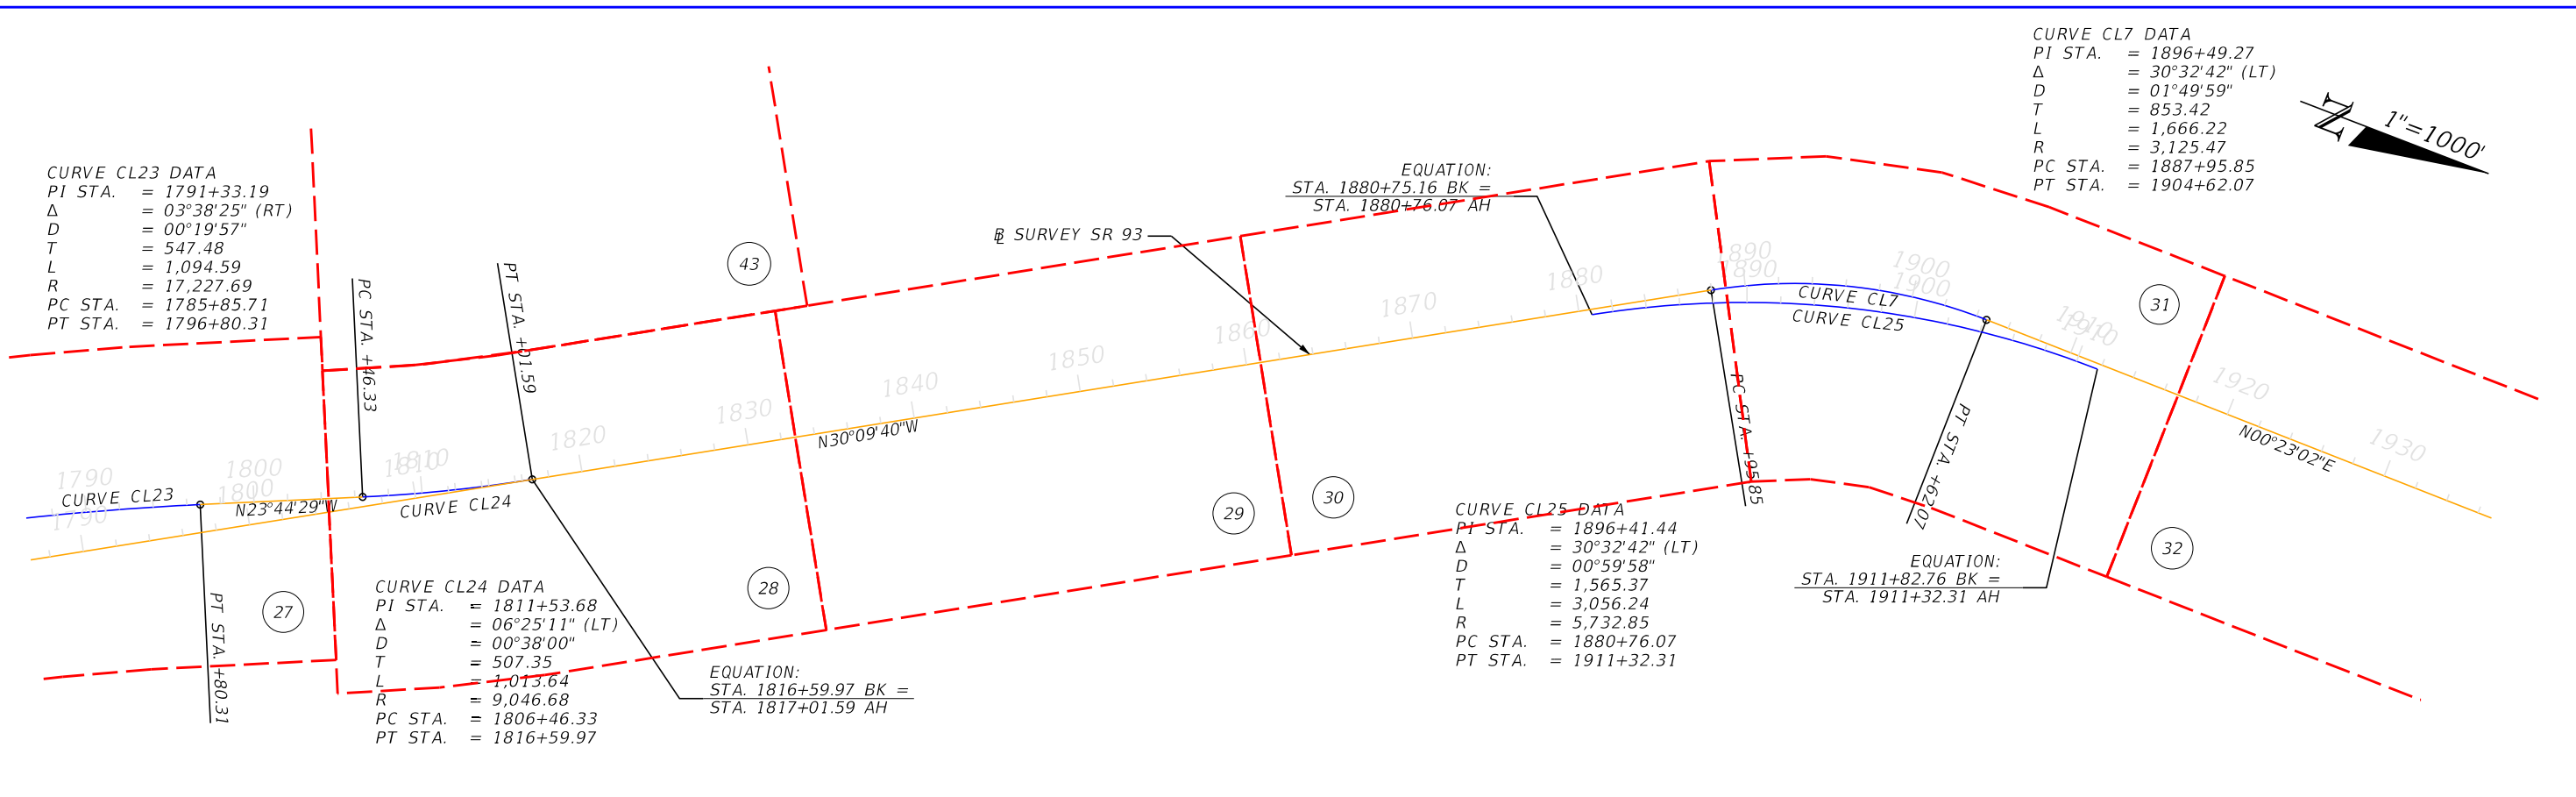 CURVE CL7 DATA
PI STA. = 1896+49.27
Δ = 30°32'42" (LT)
D = 01°49'59"
T = 853.42
L = 1,666.22
R = 3,125.47
PC STA. = 1887+95.85
PT STA. = 1904+62.07
N
1"=1000'
CURVE CL23 DATA
PI STA. = 1791+33.19
Δ = 03°38'25" (RT)
D = 00°19'57"
T = 547.48
L = 1,094.59
R = 17,227.69
PC STA. = 1785+85.71
PT STA. = 1796+80.31
EQUATION:
STA. 1880+75.16 BK =
STA. 1880+76.07 AH
BL SURVEY SR 93
PC STA. +46.33
PT STA. +01.59
43
1790
1790
1800
1800
1810
1810
1820
1830
1840
1850
1860
1870
1880
1890
1890
1900
1900
1910
1910
1920
1930
CURVE CL23
N23°44'29"W
CURVE CL24
N30°09'40"W
CURVE CL7
CURVE CL25
N00°23'02"E
PC STA. +95.85
PT STA. +62.07
PT STA. +80.31
27
28
29
30
31
32
CURVE CL24 DATA
PI STA. = 1811+53.68
Δ = 06°25'11" (LT)
D = 00°38'00"
T = 507.35
L = 1,013.64
R = 9,046.68
PC STA. = 1806+46.33
PT STA. = 1816+59.97
EQUATION:
STA. 1816+59.97 BK =
STA. 1817+01.59 AH
CURVE CL25 DATA
PI STA. = 1896+41.44
Δ = 30°32'42" (LT)
D = 00°59'58"
T = 1,565.37
L = 3,056.24
R = 5,732.85
PC STA. = 1880+76.07
PT STA. = 1911+32.31
EQUATION:
STA. 1911+82.76 BK =
STA. 1911+32.31 AH